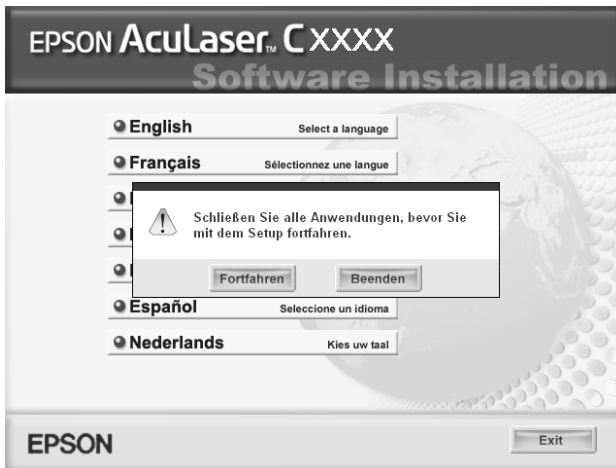 EPSON AcuLaser™ C XXXX
Software Installation
English Select a language
Français Sélectionnez une langue
Schließen Sie alle Anwendungen, bevor Sie
mit dem Setup fortfahren.
Fortfahren Beenden
Español Seleccione un idioma
Nederlands Kies uw taal
EPSON Exit